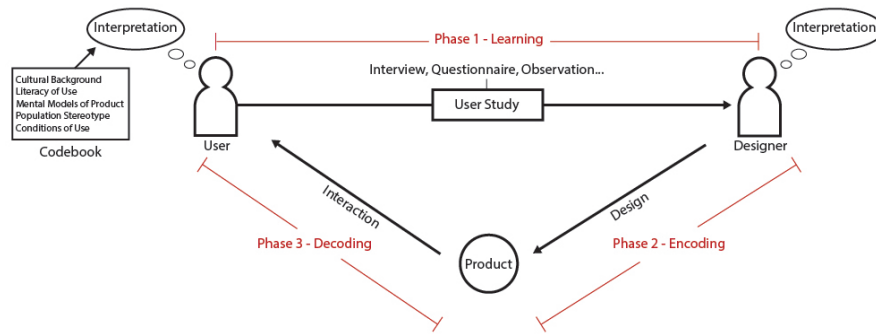 Interpretation
Interpretation
Phase 1 - Learning
Interview, Questionnaire, Observation...
Cultural Background
Literacy of Use
Mental Models of Product
Population Stereotype
Conditions of Use
Codebook
User Study
User
Designer
Interaction
Design
Phase 3 - Decoding
Product
Phase 2 - Encoding